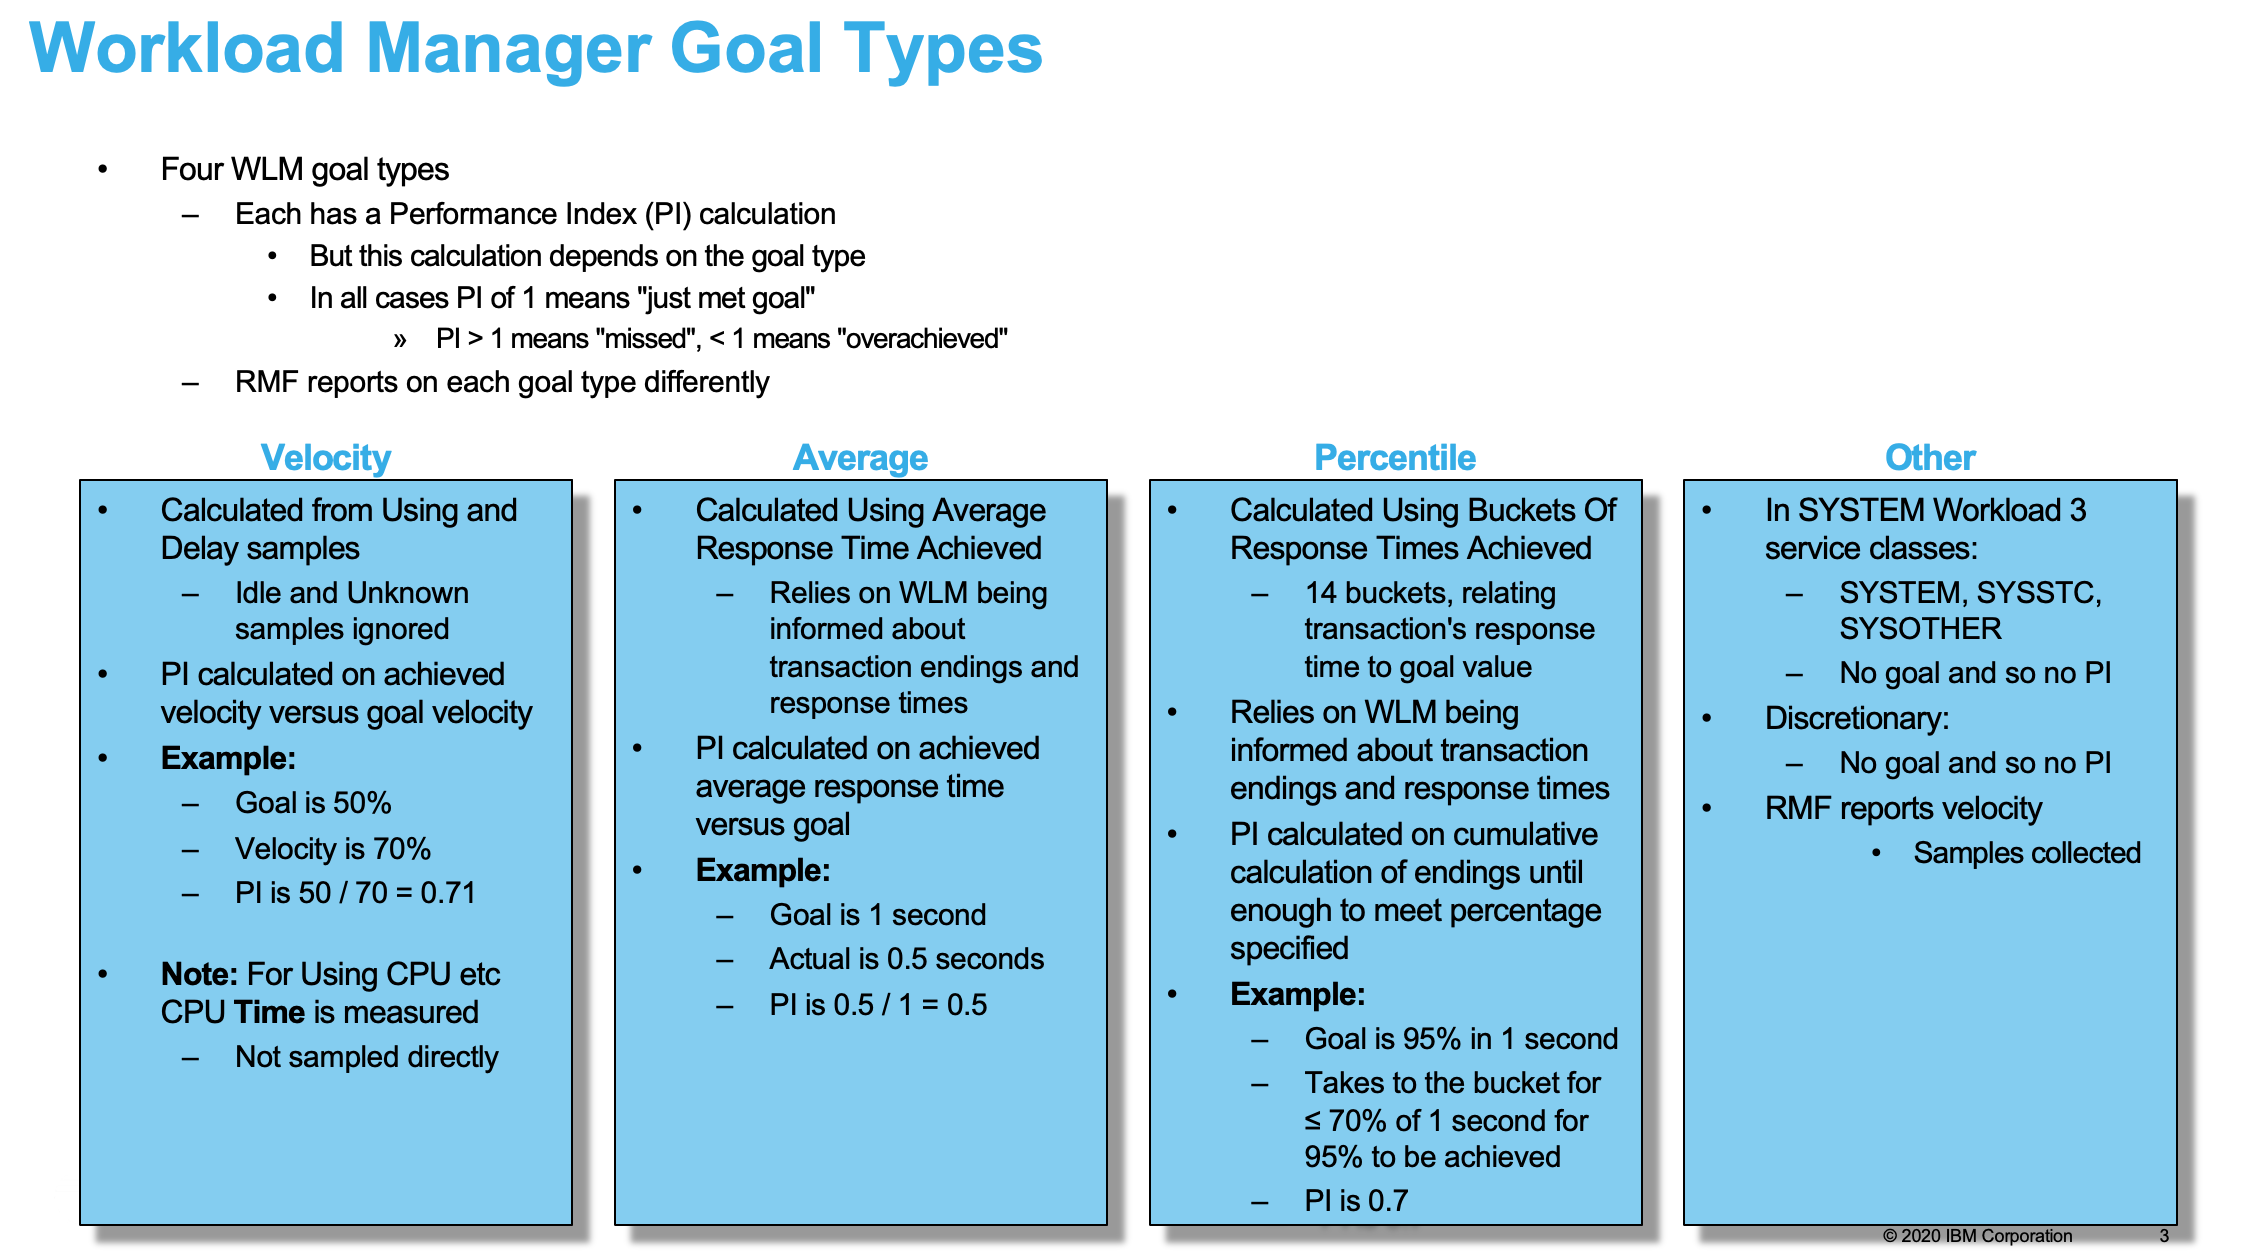 Workload Manager Goal Types
• Four WLM goal types
– Each has a Performance Index (PI) calculation
• But this calculation depends on the goal type
• In all cases PI of 1 means "just met goal"
» PI > 1 means "missed", < 1 means "overachieved"
– RMF reports on each goal type differently
Velocity
• Calculated from Using and
Delay samples
– Idle and Unknown
samples ignored
• PI calculated on achieved
velocity versus goal velocity
• Example:
– Goal is 50%
– Velocity is 70%
– PI is 50 / 70 = 0.71
• Note: For Using CPU etc
CPU Time is measured
– Not sampled directly
Average
• Calculated Using Average
Response Time Achieved
– Relies on WLM being
informed about
transaction endings and
response times
• PI calculated on achieved
average response time
versus goal
• Example:
– Goal is 1 second
– Actual is 0.5 seconds
– PI is 0.5 / 1 = 0.5
Percentile
• Calculated Using Buckets Of
Response Times Achieved
– 14 buckets, relating
transaction's response
time to goal value
• Relies on WLM being
informed about transaction
endings and response times
• PI calculated on cumulative
calculation of endings until
enough to meet percentage
specified
• Example:
– Goal is 95% in 1 second
– Takes to the bucket for
≤ 70% of 1 second for
95% to be achieved
– PI is 0.7
Other
• In SYSTEM Workload 3
service classes:
– SYSTEM, SYSSTC,
SYSOTHER
– No goal and so no PI
• Discretionary:
– No goal and so no PI
• RMF reports velocity
• Samples collected
© 2020 IBM Corporation 3